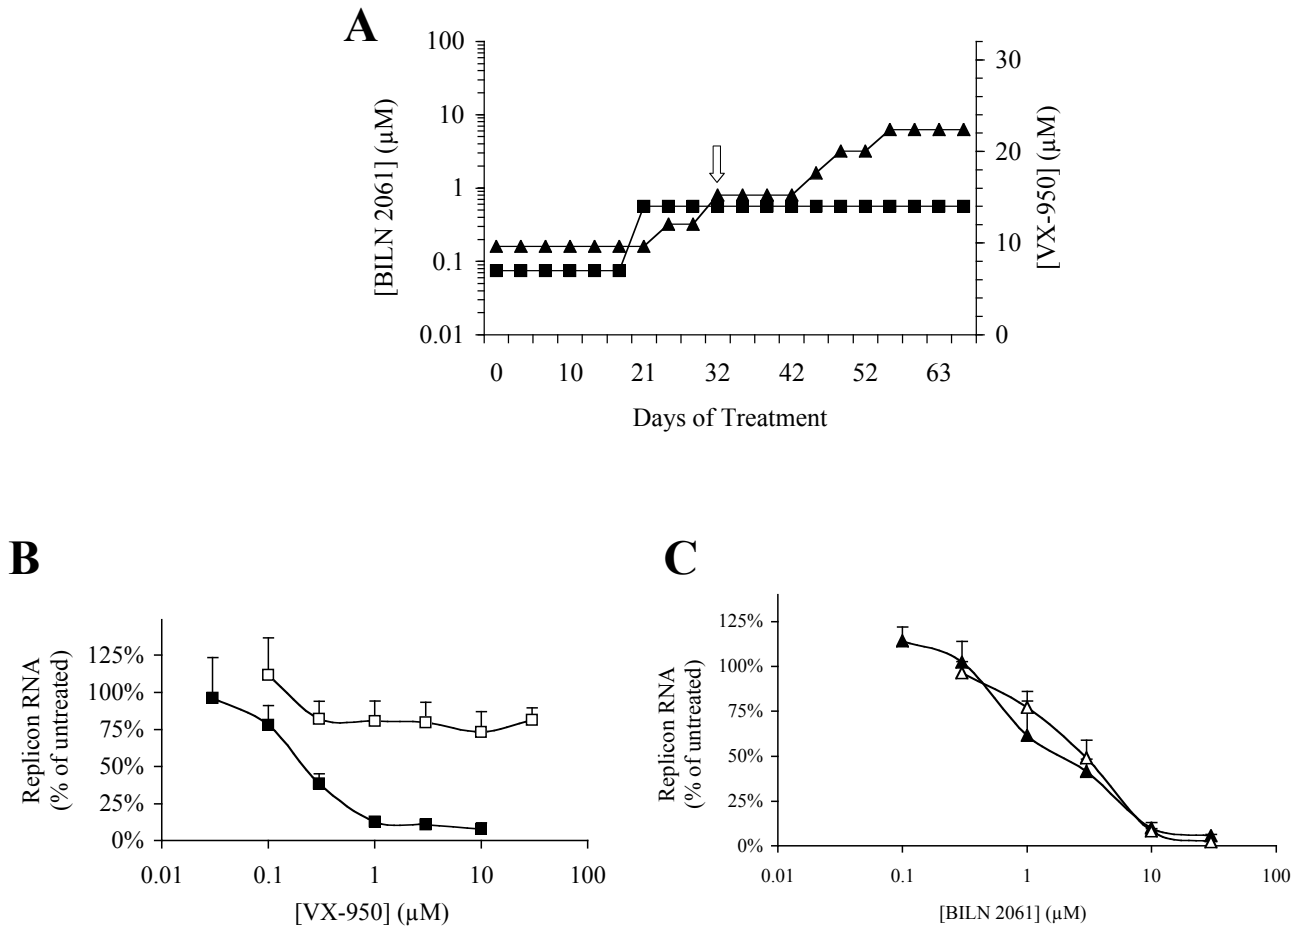 A
[BILN 2061] (µM)
100
10
1
0.1
0.01
[VX-950] (µM)
30
20
10
0
0 10 21 32 42 52 63
Days of Treatment
B
Replicon RNA
(% of untreated)
125%
100%
75%
50%
25%
0%
0.01 0.1 1 10 100
[VX-950] (µM)
C
Replicon RNA
(% of untreated)
125%
100%
75%
50%
25%
0%
0.01 0.1 1 10 100
[BILN 2061] (µM)